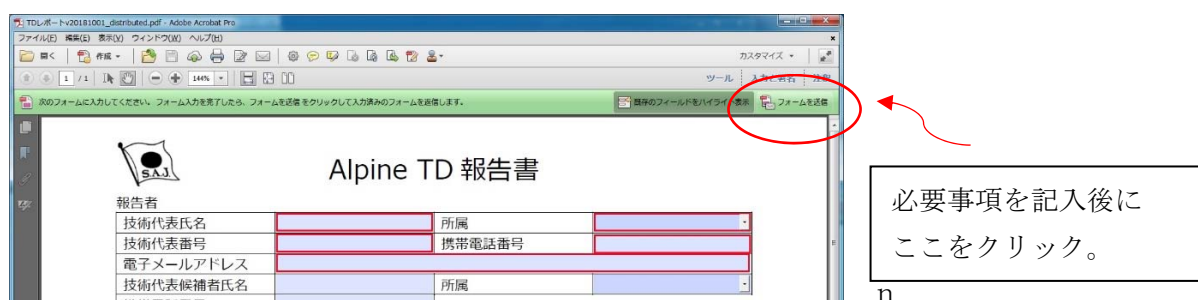 TDレポートv20181001_distributed.pdf - Adobe Acrobat Pro
ファイル(F) 編集(E) 表示(V) ウィンドウ(W) ヘルプ(H)
開く 作成 カスタマイズ
1 / 1 144% ツール 入力と署名 注釈
次のフォームに入力してください。フォーム入力を完了したら、フォームを送信 をクリックして入力済みのフォームを返信します。 既存のフィールドをハイライト表示 フォームを送信
S.A.J. Alpine TD 報告書
報告者
技術代表氏名 所属
技術代表番号 携帯電話番号
電子メールアドレス
技術代表候補者氏名 所属
必要事項を記入後に
ここをクリック。
n